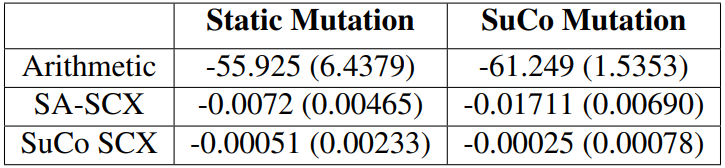 Static Mutation SuCo Mutation
Arithmetic -55.925 (6.4379) -61.249 (1.5353)
SA-SCX -0.0072 (0.00465) -0.01711 (0.00690)
SuCo SCX -0.00051 (0.00233) -0.00025 (0.00078)